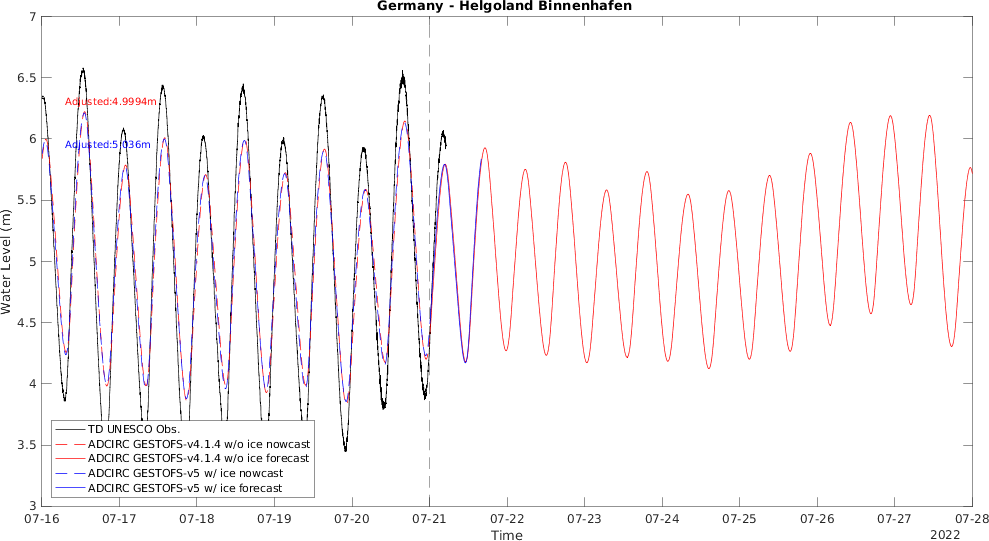 Germany - Helgoland Binnenhafen
7
6.5
6
5.5
5
4.5
4
3.5
3
Water Level (m)
Adjusted:4.9994m
Adjusted:5.036m
TD UNESCO Obs.
ADCIRC GESTOFS-v4.1.4 w/o ice nowcast
ADCIRC GESTOFS-v4.1.4 w/o ice forecast
ADCIRC GESTOFS-v5 w/ ice nowcast
ADCIRC GESTOFS-v5 w/ ice forecast
07-16 07-17 07-18 07-19 07-20 07-21 07-22 07-23 07-24 07-25 07-26 07-27 07-28
Time
2022